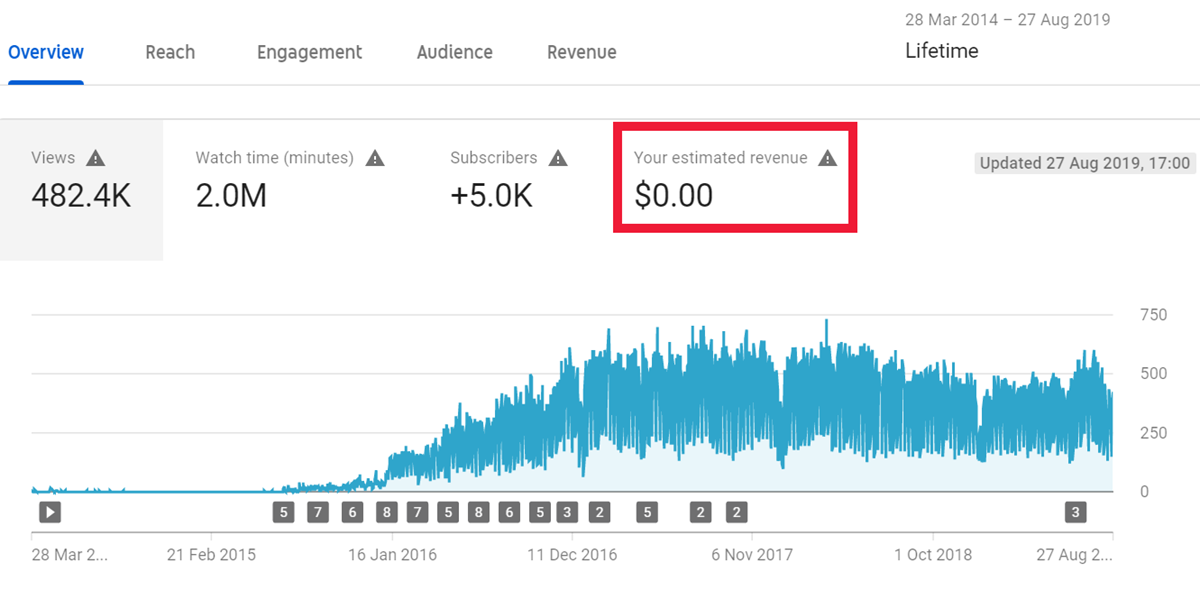 28 Mar 2014 – 27 Aug 2019
Overview Reach Engagement Audience Revenue Lifetime
Views Watch time (minutes) Subscribers Your estimated revenue Updated 27 Aug 2019, 17:00
482.4K 2.0M +5.0K $0.00
750
500
250
0
5 7 6 8 7 5 8 6 5 3 2 5 2 2 3
28 Mar 2... 21 Feb 2015 16 Jan 2016 11 Dec 2016 6 Nov 2017 1 Oct 2018 27 Aug 2...